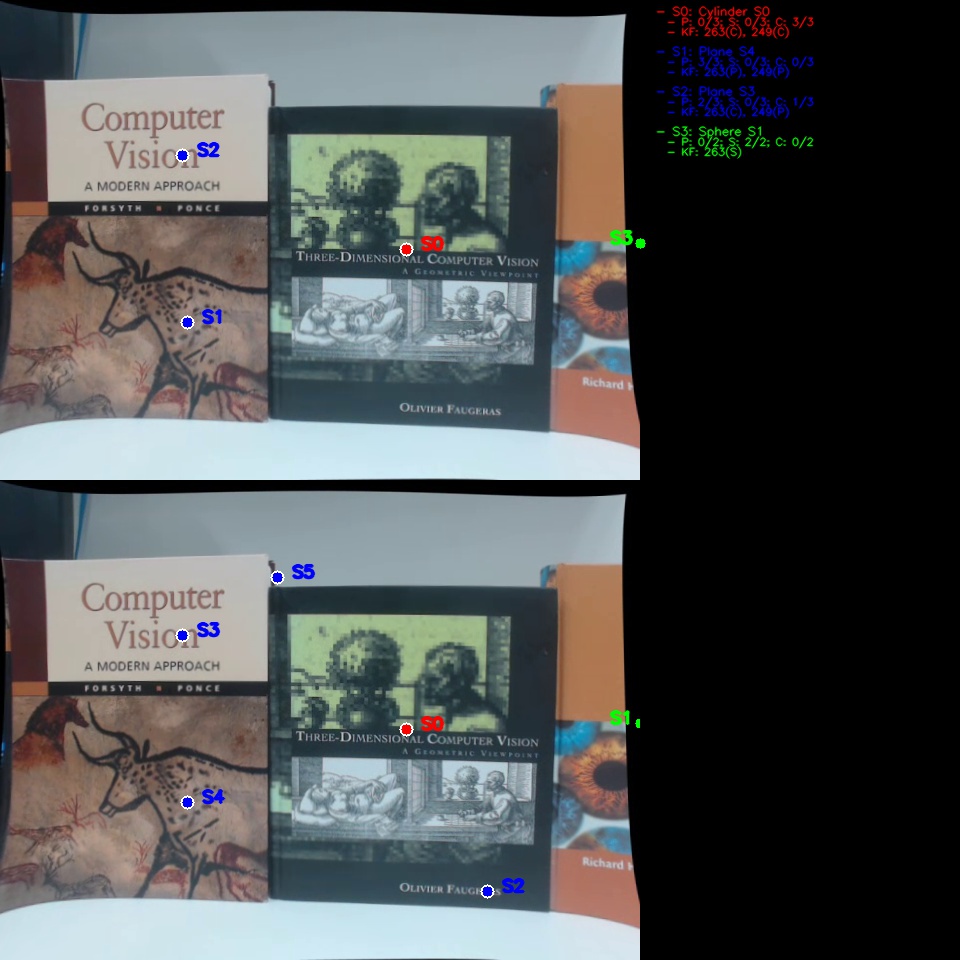 Computer
Vision
S2
A MODERN APPROACH
FORSYTH ▪ PONCE
S1
S0
THREE-DIMENSIONAL COMPUTER VISION
A GEOMETRIC VIEWPOINT
OLIVIER FAUGERAS
S3
Richard H
– S0: Cylinder S0
– P: 0/3; S: 0/3; C: 3/3
– KF: 263(C), 249(C)
– S1: Plane S4
– P: 3/3; S: 0/3; C: 0/3
– KF: 263(P), 249(P)
– S2: Plane S3
– P: 2/3; S: 0/3; C: 1/3
– KF: 263(C), 249(P)
– S3: Sphere S1
– P: 0/2; S: 2/2; C: 0/2
– KF: 263(S)
S5
Computer
Vision
S3
A MODERN APPROACH
FORSYTH ▪ PONCE
S4
S0
THREE-DIMENSIONAL COMPUTER VISION
A GEOMETRIC VIEWPOINT
OLIVIER
S2
S1
Richard H